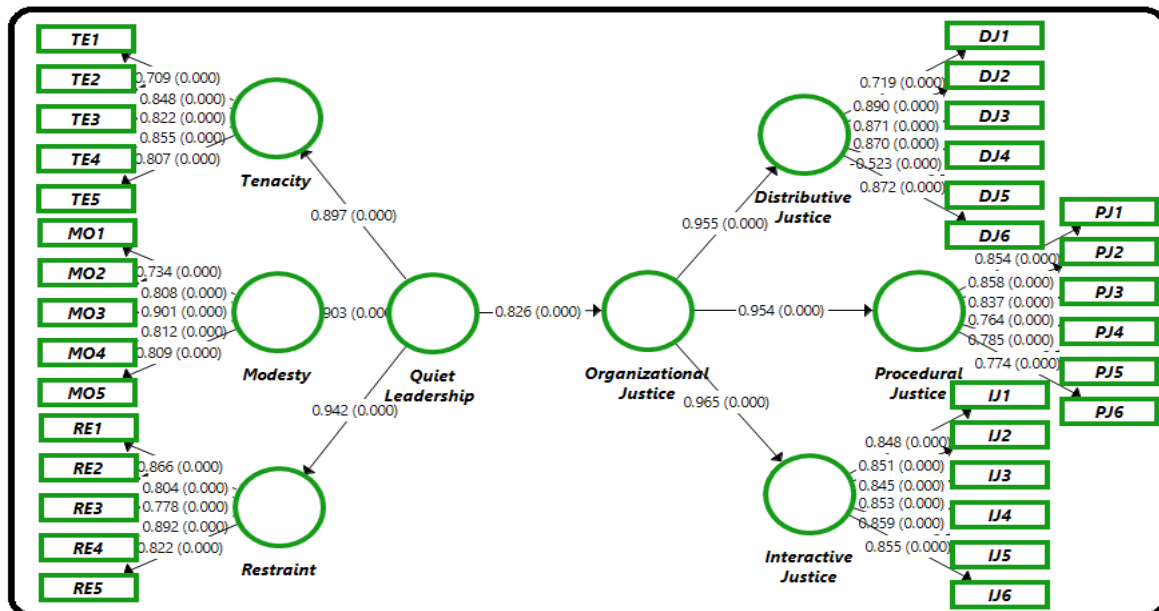 TE1
TE2
TE3
TE4
TE5
0.709 (0.000)
0.848 (0.000)
0.822 (0.000)
0.855 (0.000)
0.807 (0.000)
Tenacity
0.897 (0.000)
MO1
MO2
MO3
MO4
MO5
0.734 (0.000)
0.808 (0.000)
0.901 (0.000)
0.812 (0.000)
0.809 (0.000)
Modesty
903 (0.000
RE1
RE2
RE3
RE4
RE5
0.866 (0.000)
0.804 (0.000)
0.778 (0.000)
0.892 (0.000)
0.822 (0.000)
Restraint
0.942 (0.000)
Quiet
Leadership
0.826 (0.000)
Organizational
Justice
0.955 (0.000)
0.954 (0.000)
0.965 (0.000)
Distributive
Justice
0.719 (0.000)
0.890 (0.000)
0.871 (0.000)
0.870 (0.000)
-0.523 (0.000)
0.872 (0.000)
DJ1
DJ2
DJ3
DJ4
DJ5
DJ6
Procedural
Justice
0.854 (0.000)
0.858 (0.000)
0.837 (0.000)
0.764 (0.000)
0.785 (0.000)
0.774 (0.000)
PJ1
PJ2
PJ3
PJ4
PJ5
PJ6
Interactive
Justice
0.848 (0.000)
0.851 (0.000)
0.845 (0.000)
0.853 (0.000)
0.859 (0.000)
0.855 (0.000)
IJ1
IJ2
IJ3
IJ4
IJ5
IJ6